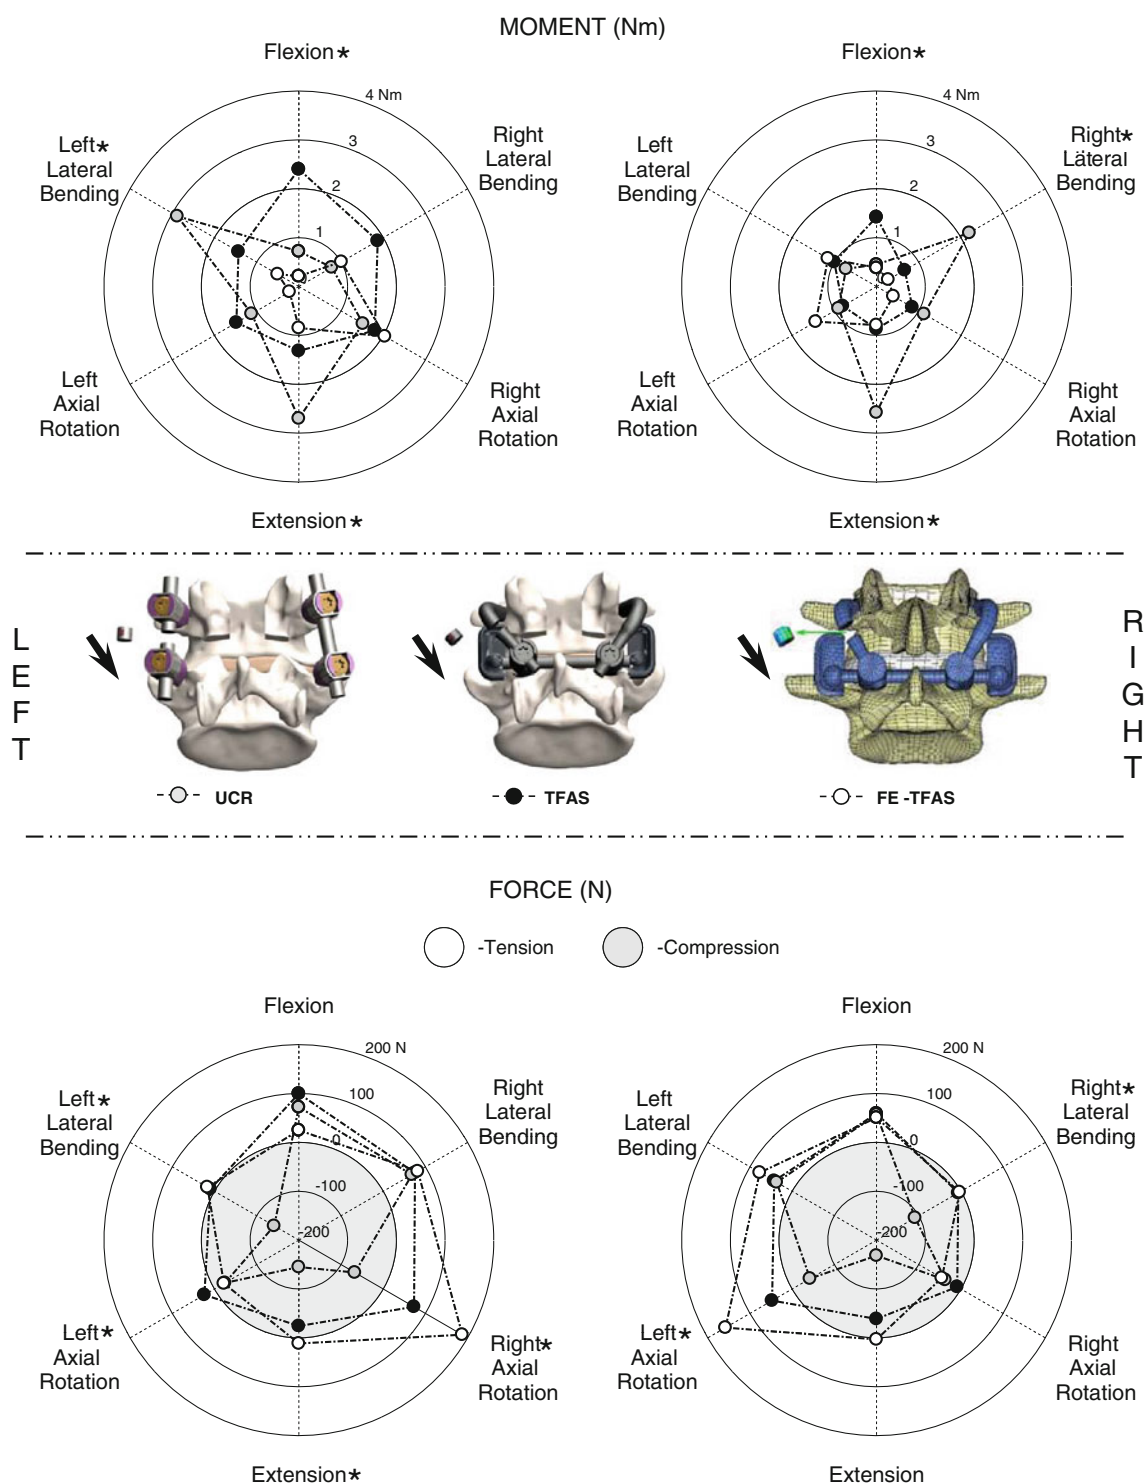 MOMENT (Nm)
Flexion*
Flexion*
4 Nm
4 Nm
3
3
2
2
1
1
Left*
Lateral
Bending
Right
Lateral
Bending
Left
Lateral
Bending
Right*
Läteral
Bending
Left
Axial
Rotation
Right
Axial
Rotation
Left
Axial
Rotation
Right
Axial
Rotation
Extension*
Extension*
LEFT
RIGHT
UCR
TFAS
FE -TFAS
FORCE (N)
-Tension
-Compression
Flexion
Flexion
200 N
200 N
100
100
0
0
-100
-100
-200
-200
Left*
Lateral
Bending
Right
Lateral
Bending
Left
Lateral
Bending
Right*
Lateral
Bending
Left*
Axial
Rotation
Right*
Axial
Rotation
Left*
Axial
Rotation
Right
Axial
Rotation
Extension*
Extension